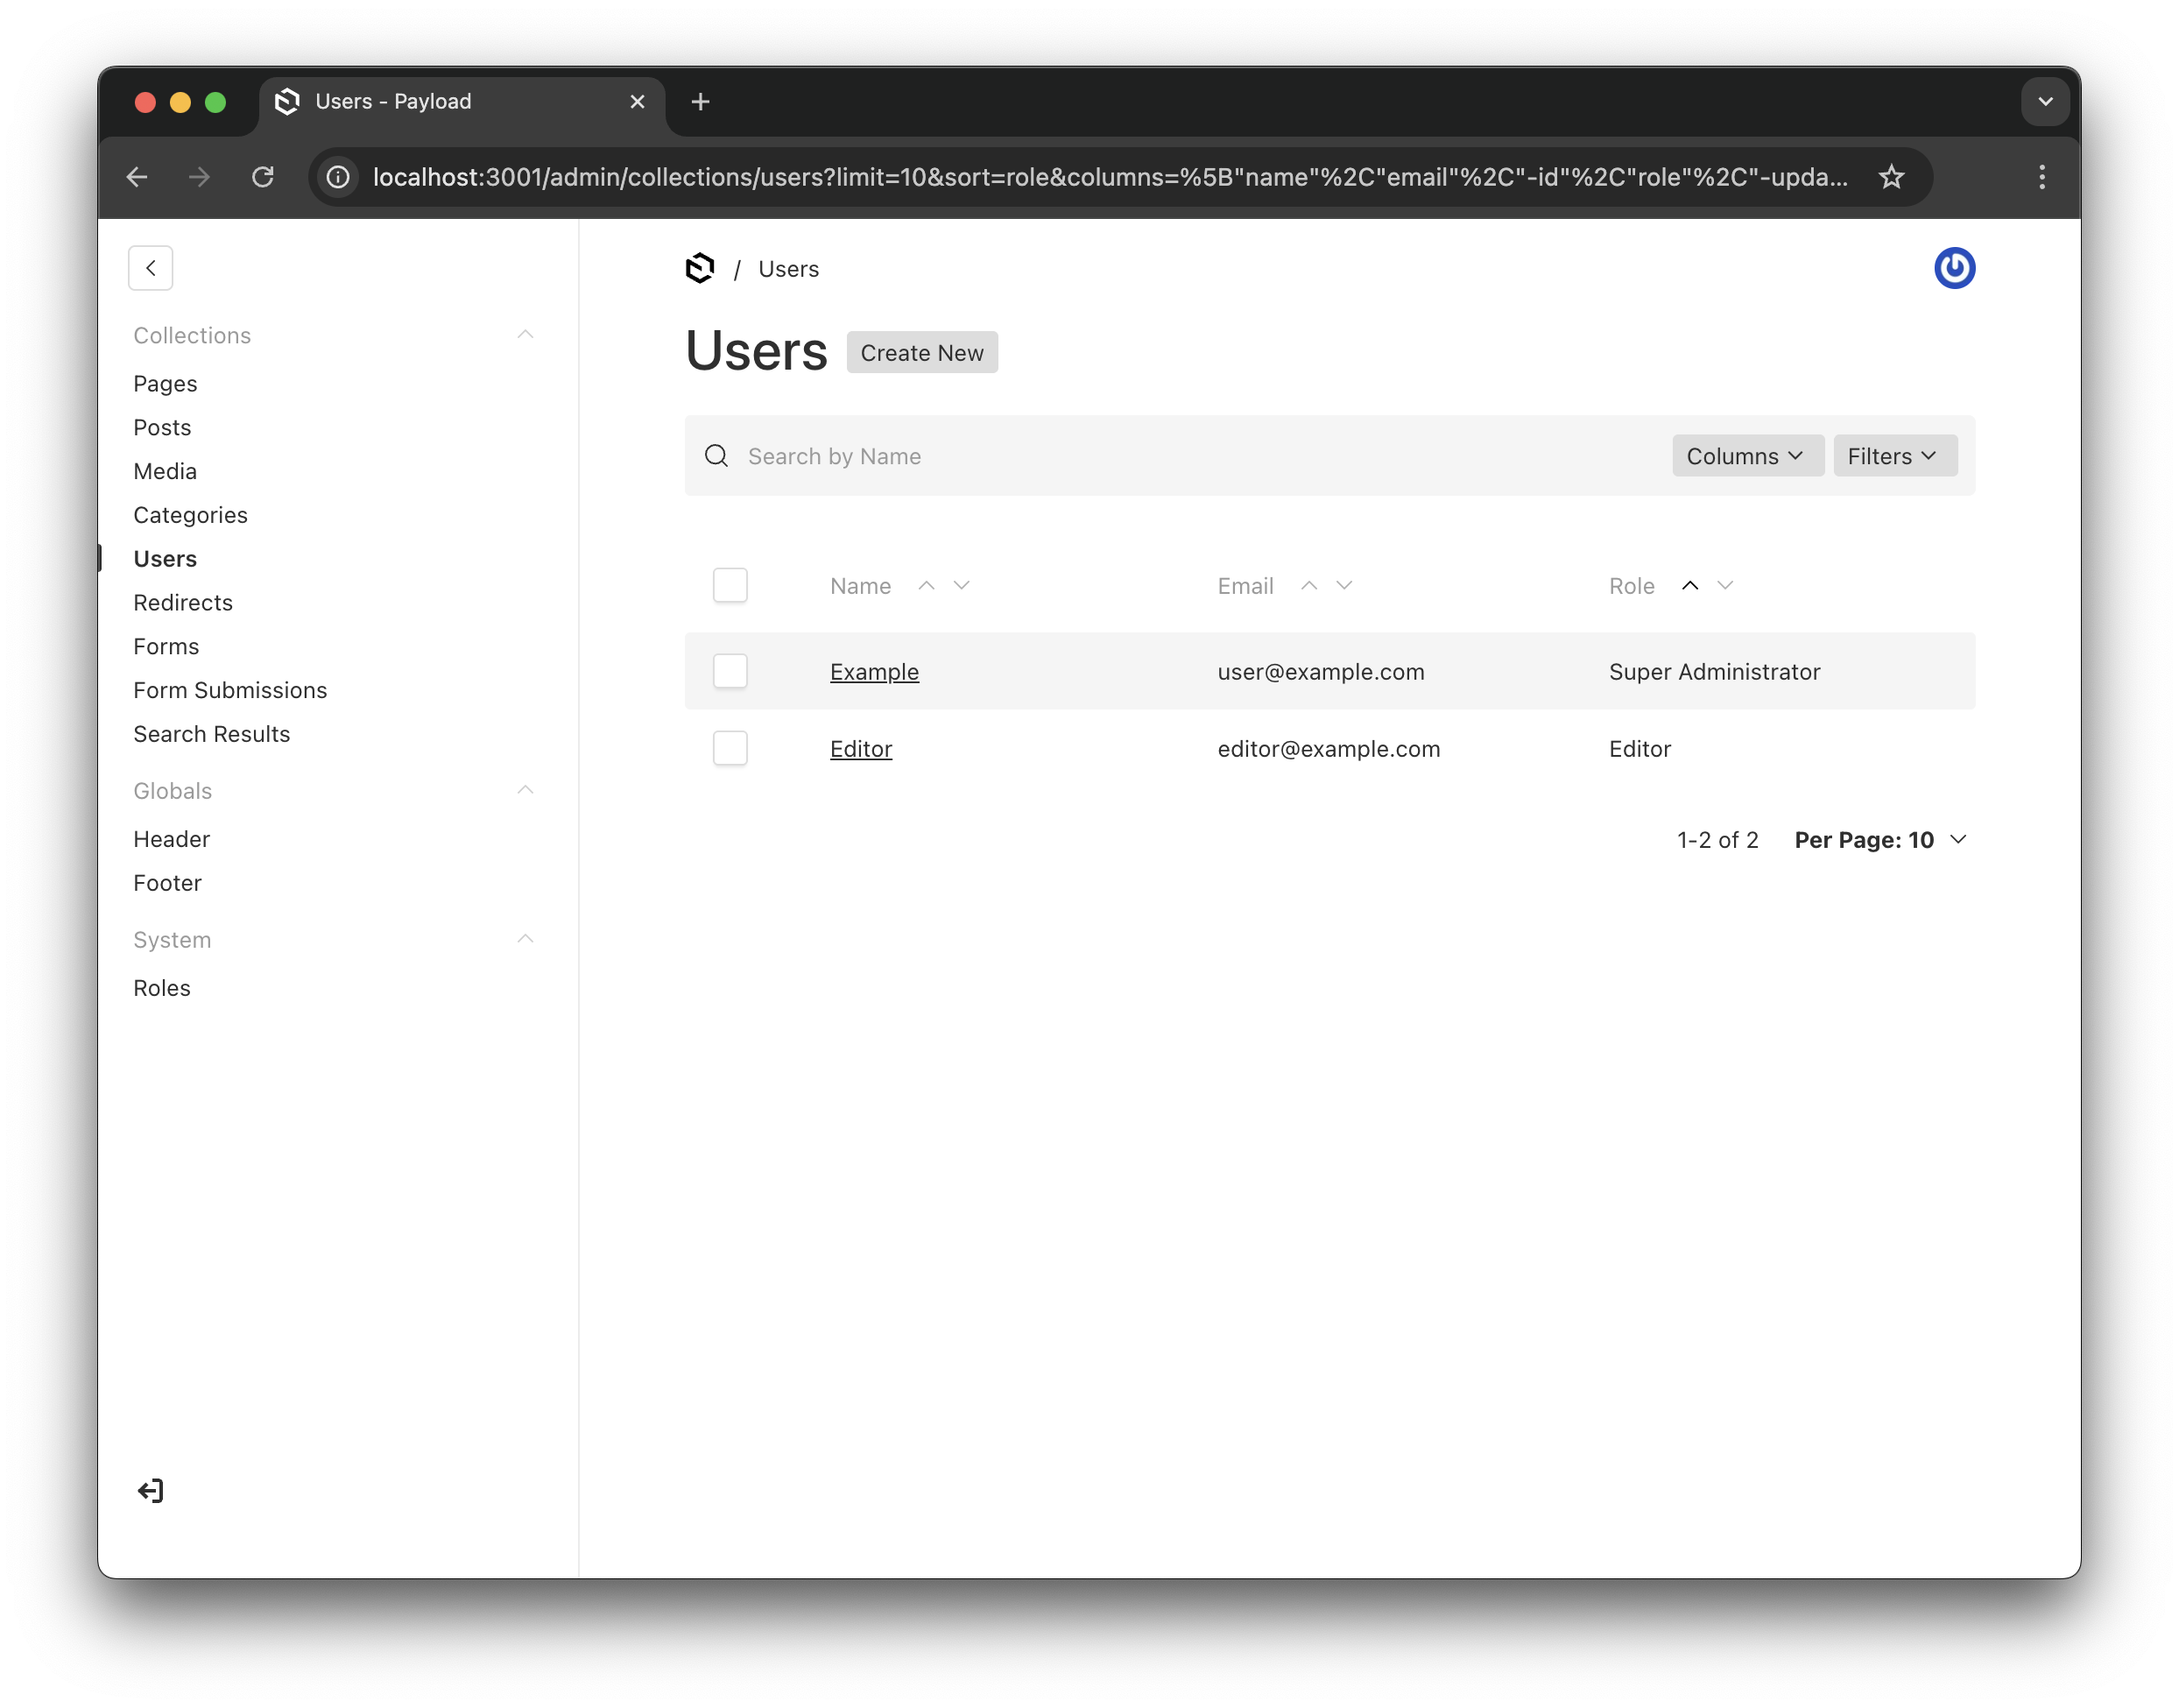 Users - Payload
localhost:3001/admin/collections/users?limit=10&sort=role&columns=%5B"name"%2C"email"%2C"-id"%2C"role"%2C"-upda...
Collections
Pages
Posts
Media
Categories
Users
Redirects
Forms
Form Submissions
Search Results
Globals
Header
Footer
System
Roles
/ Users
Users Create New
Search by Name Columns Filters
Name Email Role
Example user@example.com Super Administrator
Editor editor@example.com Editor
1-2 of 2 Per Page: 10